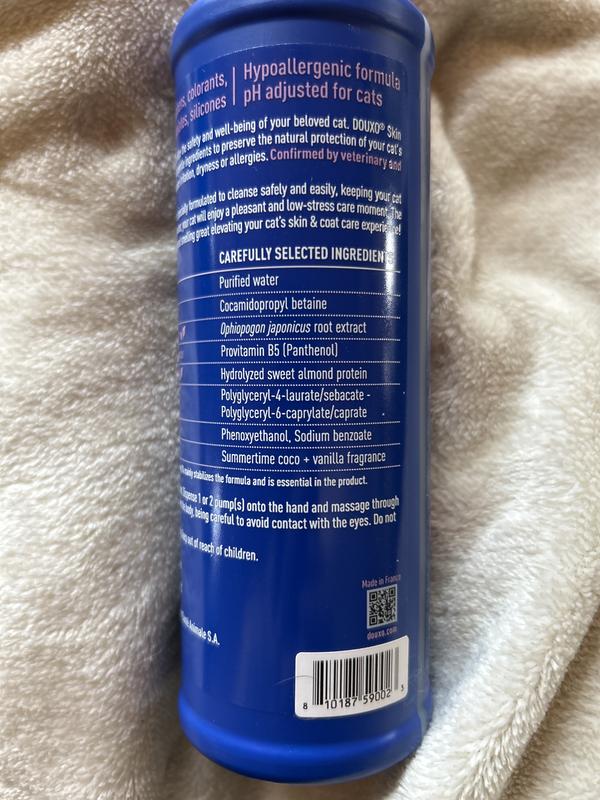 colorants,
silicones
Hypoallergenic formula
pH adjusted for cats
safety and well-being of your beloved cat. DOUXO® Skin
ingredients to preserve the natural protection of your cat's
dryness or allergies. Confirmed by veterinary and
formulated to cleanse safely and easily, keeping your cat
your cat will enjoy a pleasant and low-stress care moment. The
smelling great elevating your cat's skin & coat care experience!
CAREFULLY SELECTED INGREDIENTS
Purified water
Cocamidopropyl betaine
Ophiopogon japonicus root extract
Provitamin B5 (Panthenol)
Hydrolyzed sweet almond protein
Polyglyceryl-4-laurate/sebacate -
Polyglyceryl-6-caprylate/caprate
Phenoxyethanol, Sodium benzoate
Summertime coco + vanilla fragrance
mainly stabilizes the formula and is essential in the product.
Dispense 1 or 2 pump(s) onto the hand and massage through
body, being careful to avoid contact with the eyes. Do not
out of reach of children.
Made in France
douxo.com
Animale S.A.
8 10187 59002 3